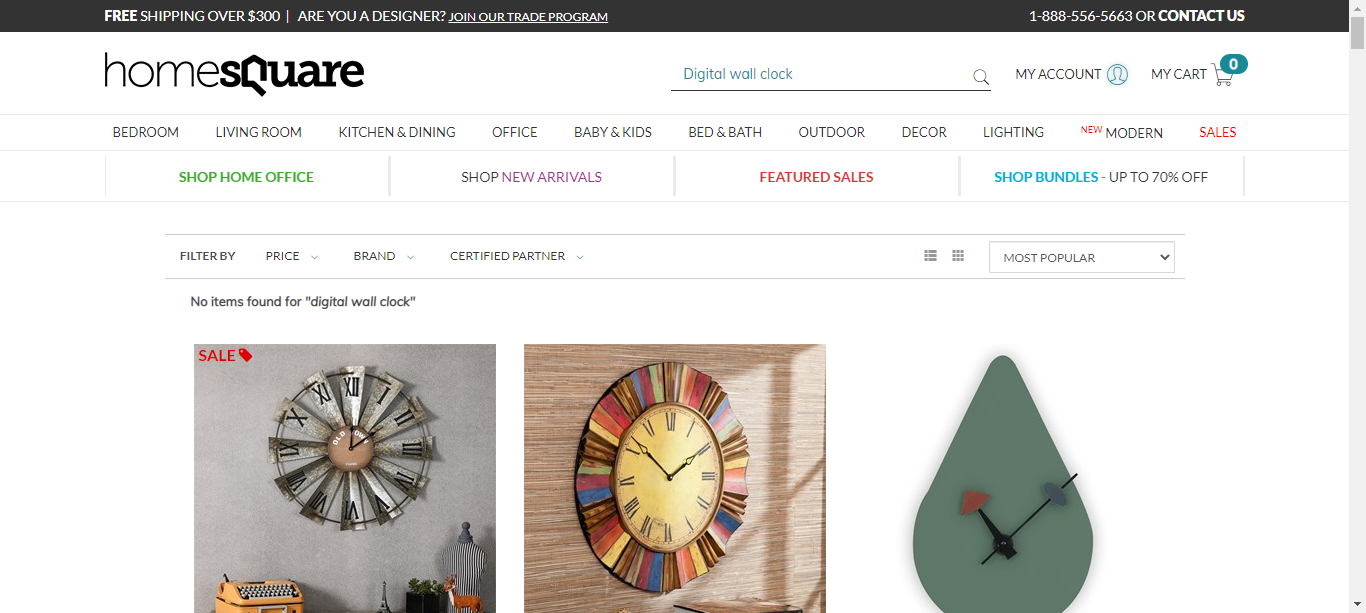 FREE SHIPPING OVER $300 | ARE YOU A DESIGNER? JOIN OUR TRADE PROGRAM
1-888-556-5663 OR CONTACT US
homesquare
Digital wall clock
MY ACCOUNT
MY CART
0
BEDROOM
LIVING ROOM
KITCHEN & DINING
OFFICE
BABY & KIDS
BED & BATH
OUTDOOR
DECOR
LIGHTING
NEW MODERN
SALES
SHOP HOME OFFICE
SHOP NEW ARRIVALS
FEATURED SALES
SHOP BUNDLES - UP TO 70% OFF
FILTER BY
PRICE
BRAND
CERTIFIED PARTNER
MOST POPULAR
No items found for "digital wall clock"
SALE
OLD TOWN